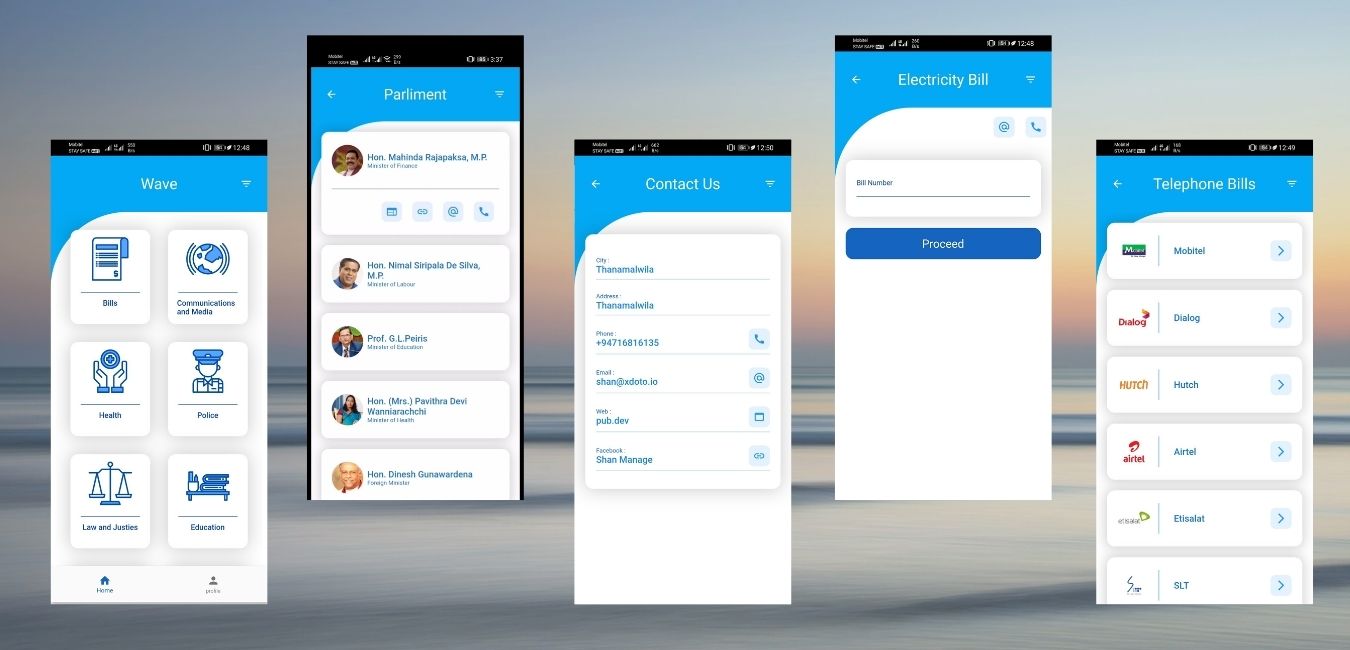 Mobitel
STAY SAFE
12:48
Wave
Bills
Communications
and Media
Health
Police
Law and Justies
Education
Home
profile
Mobitel
STAY SAFE
3:37
Parliment
Hon. Mahinda Rajapaksa, M.P.
Minister of Finance
Hon. Nimal Siripala De Silva,
M.P.
Minister of Labour
Prof. G.L.Peiris
Minister of Education
Hon. (Mrs.) Pavithra Devi
Wanniarachchi
Minister of Health
Hon. Dinesh Gunawardena
Foreign Minister
Mobitel
STAY SAFE
12:50
Contact Us
City :
Thanamalwila
Address :
Thanamalwila
Phone :
+94716816135
Email :
shan@xdoto.io
Web :
pub.dev
Facebook :
Shan Manage
Mobitel
STAY SAFE
12:48
Electricity Bill
Bill Number
Proceed
Mobitel
STAY SAFE
12:49
Telephone Bills
Mobitel
Dialog
Dialog
HUTCH
Hutch
airtel
Airtel
etisalat
Etisalat
SLT